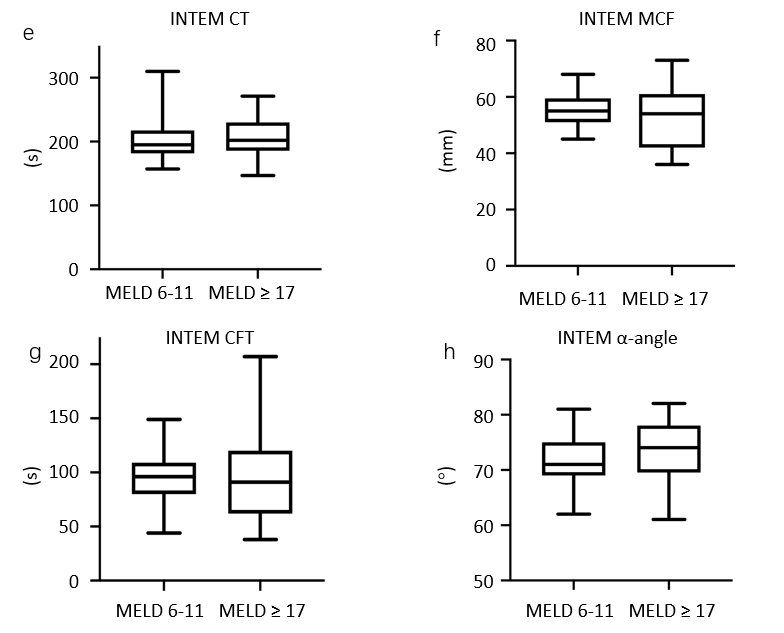 e
INTEM CT
300
200
100
0
(s)
MELD 6-11 MELD ≥ 17
f
INTEM MCF
80
60
40
20
0
(mm)
MELD 6-11 MELD ≥ 17
g
INTEM CFT
200
150
100
50
0
(s)
MELD 6-11 MELD ≥ 17
h
INTEM α-angle
90
80
70
60
50
(°)
MELD 6-11 MELD ≥ 17